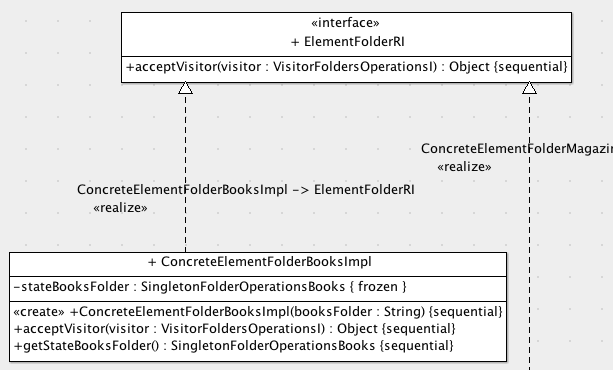 «interface»
+ ElementFolderRI
+acceptVisitor(visitor : VisitorFoldersOperationsI) : Object {sequential}
ConcreteElementFolderMagazin
«realize»
ConcreteElementFolderBooksImpl -> ElementFolderRI
«realize»
+ ConcreteElementFolderBooksImpl
-stateBooksFolder : SingletonFolderOperationsBooks { frozen }
«create» +ConcreteElementFolderBooksImpl(booksFolder : String) {sequential}
+acceptVisitor(visitor : VisitorFoldersOperationsI) : Object {sequential}
+getStateBooksFolder() : SingletonFolderOperationsBooks {sequential}